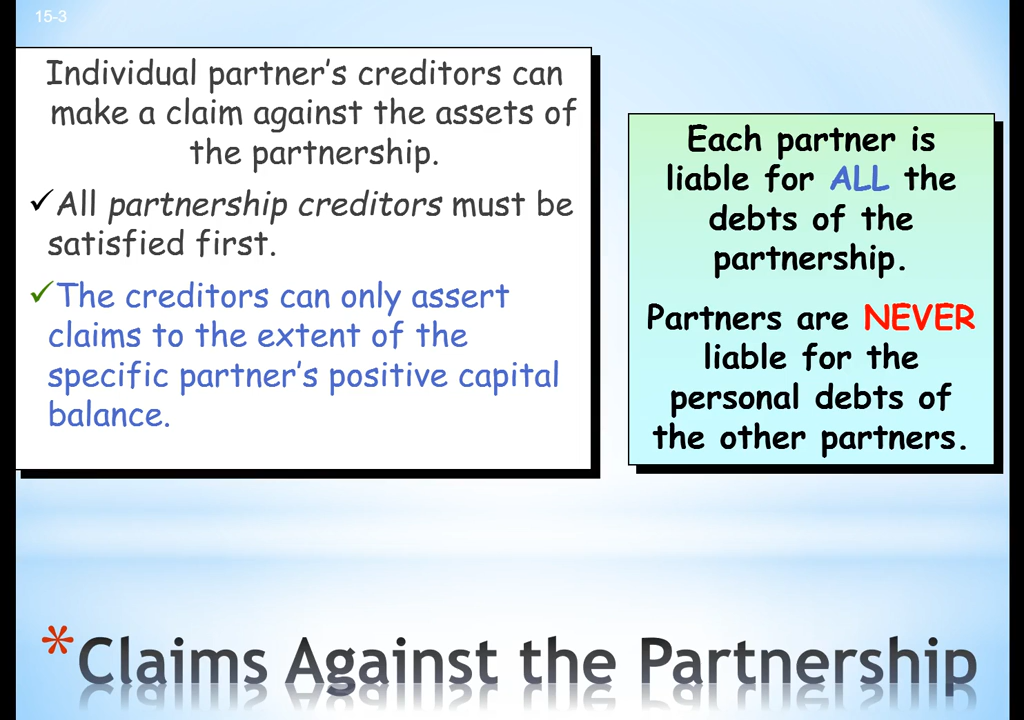 15-3
Individual partner’s creditors can
make a claim against the assets of
the partnership.
✓All partnership creditors must be
satisfied first.
✓The creditors can only assert
claims to the extent of the
specific partner’s positive capital
balance.
Each partner is
liable for ALL the
debts of the
partnership.
Partners are NEVER
liable for the
personal debts of
the other partners.
*Claims Against the Partnership